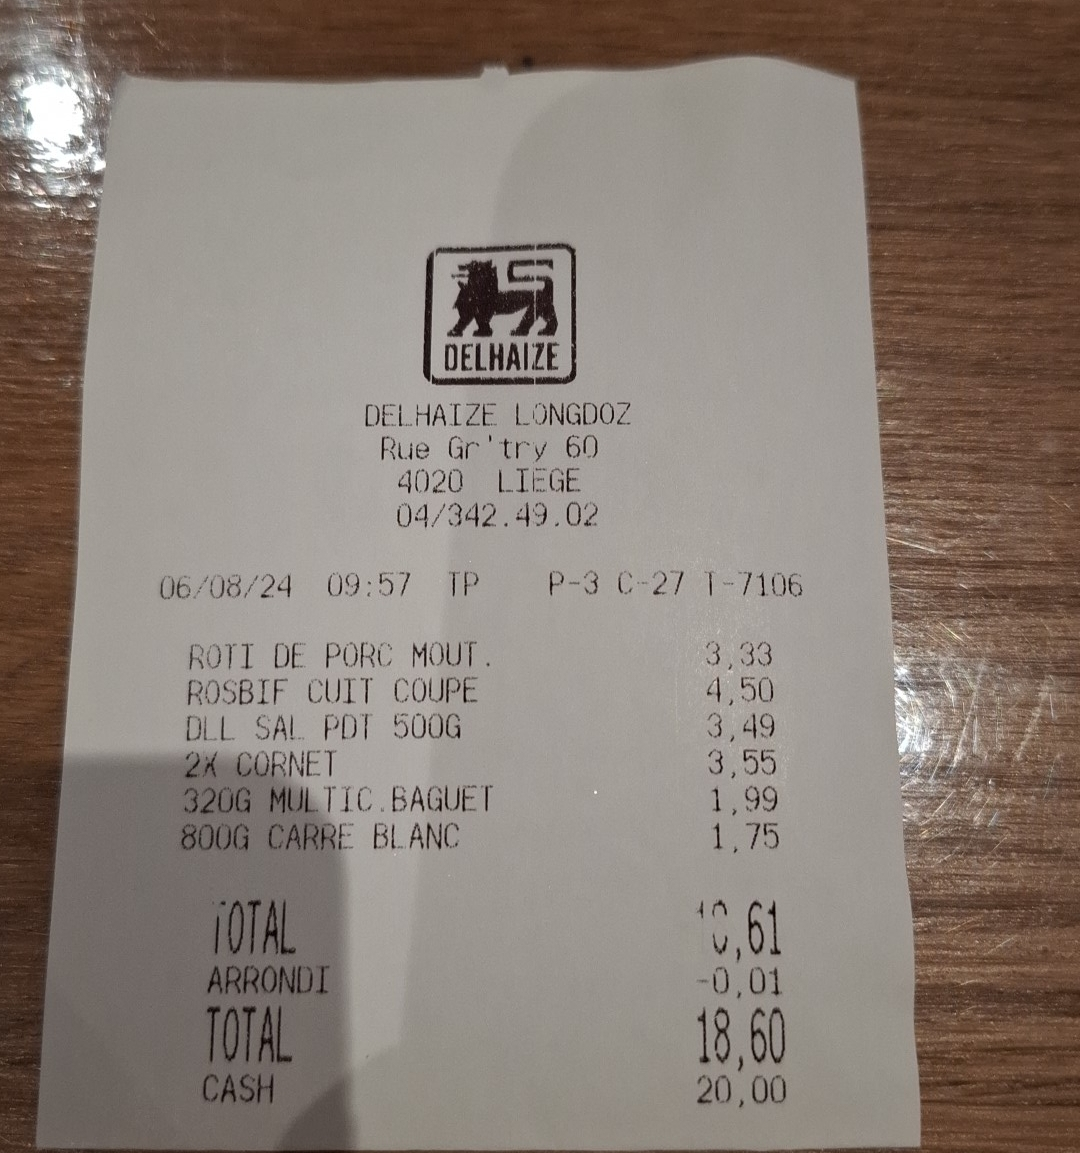 DELHAIZE
DELHAIZE LONGDOZ
Rue Gr'try 60
4020 LIEGE
04/342.49.02
06/08/24 09:57 TP P-3 C-27 T-7106
ROTI DE PORC MOUT. 3,33
ROSBIF CUIT COUPE 4,50
DLL SAL PDT 500G 3,49
2X CORNET 3,55
320G MULTIC.BAGUET 1,99
800G CARRE BLANC 1,75
TOTAL 18,61
ARRONDI -0,01
TOTAL 18,60
CASH 20,00